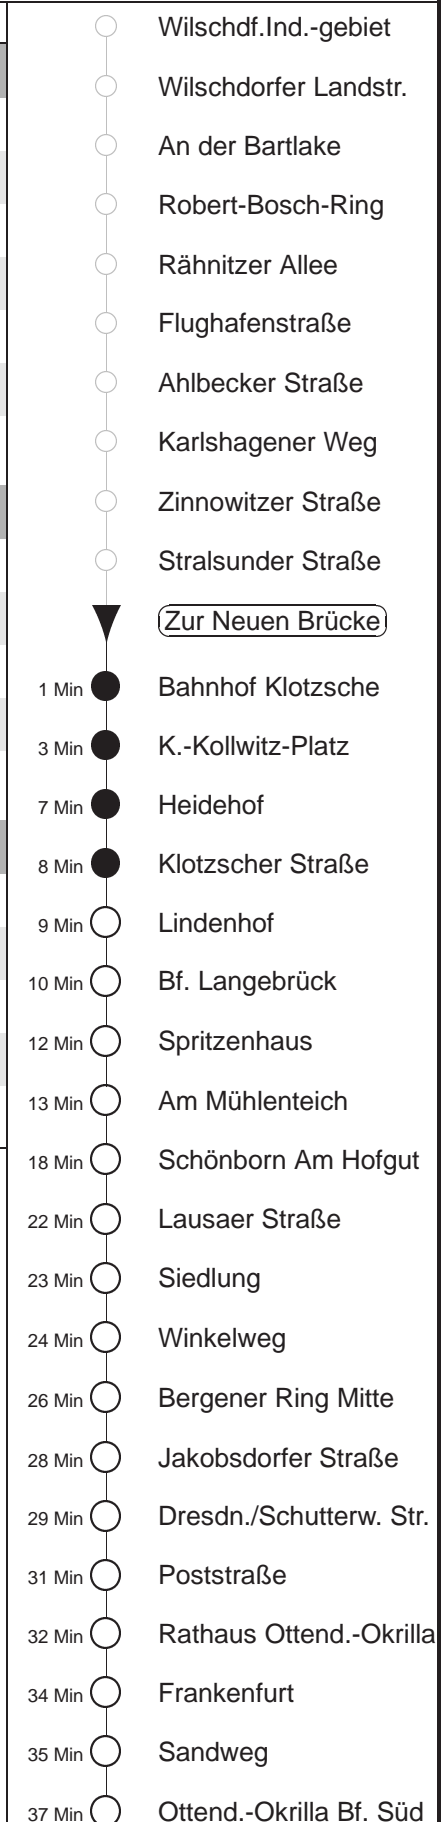 Wilschdf.Ind.-gebiet
Wilschdorfer Landstr.
An der Bartlake
Robert-Bosch-Ring
Rähnitzer Allee
Flughafenstraße
Ahlbecker Straße
Karlshagener Weg
Zinnowitzer Straße
Stralsunder Straße
Zur Neuen Brücke
1 Min Bahnhof Klotzsche
3 Min K.-Kollwitz-Platz
7 Min Heidehof
8 Min Klotzscher Straße
9 Min Lindenhof
10 Min Bf. Langebrück
12 Min Spritzenhaus
13 Min Am Mühlenteich
18 Min Schönborn Am Hofgut
22 Min Lausaer Straße
23 Min Siedlung
24 Min Winkelweg
26 Min Bergener Ring Mitte
28 Min Jakobsdorfer Straße
29 Min Dresdn./Schutterw. Str.
31 Min Poststraße
32 Min Rathaus Ottend.-Okrilla
34 Min Frankenfurt
35 Min Sandweg
37 Min Ottend.-Okrilla Bf. Süd